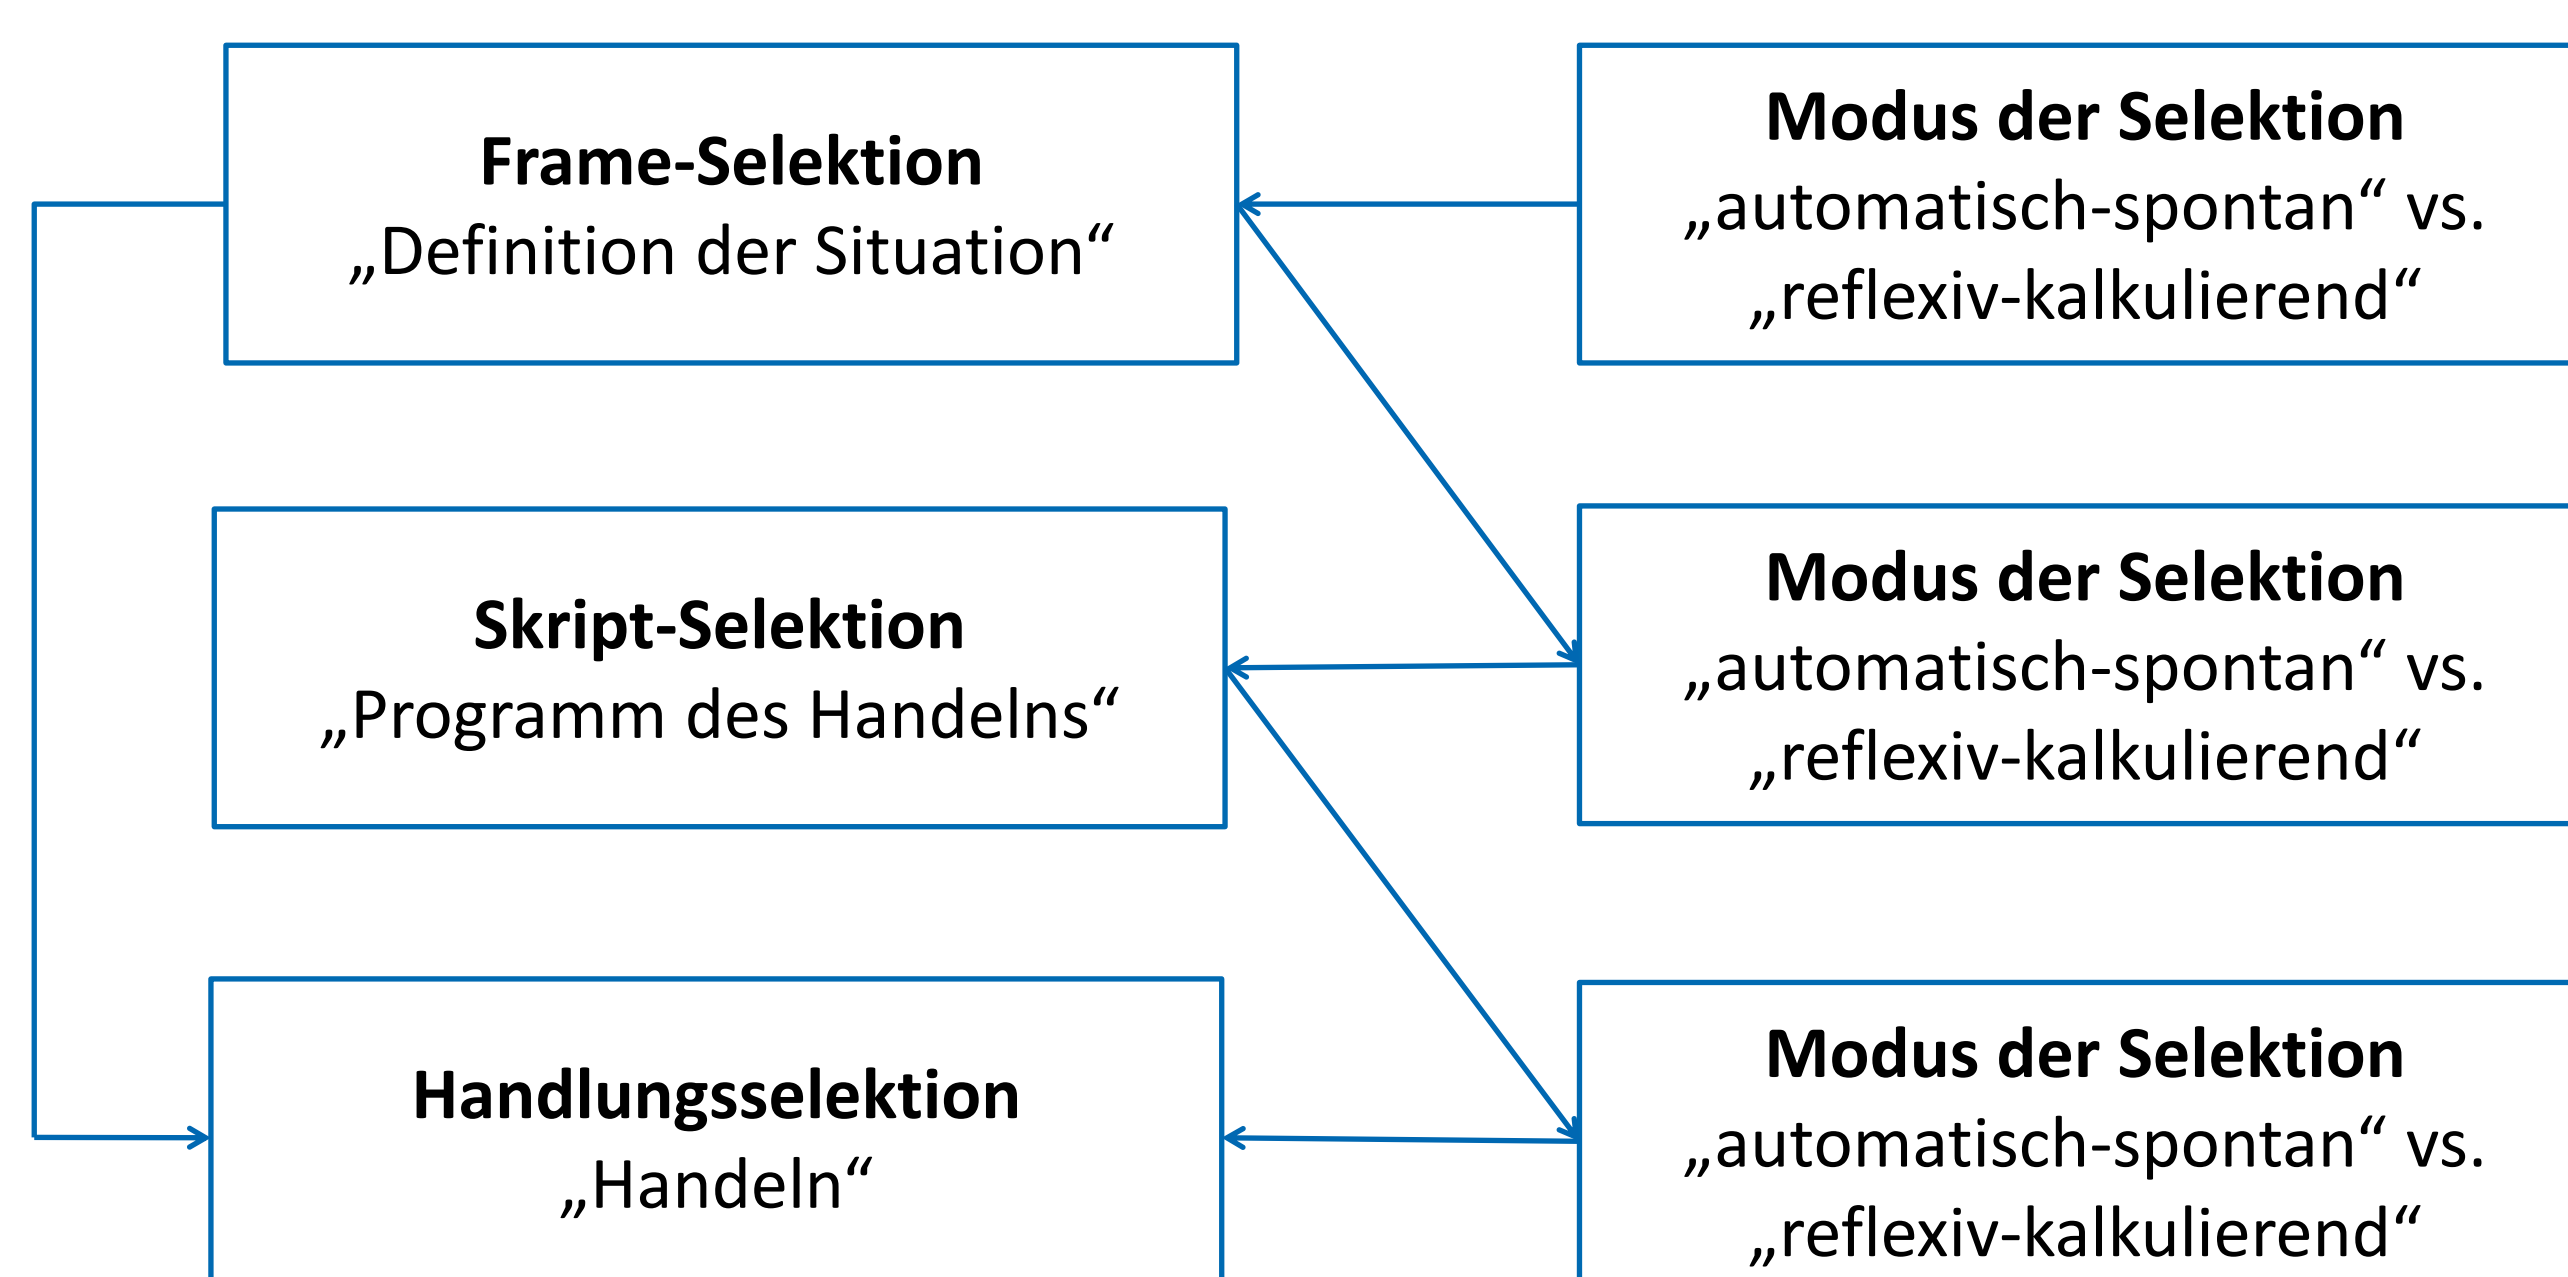 Frame-Selektion
„Definition der Situation“
Modus der Selektion
„automatisch-spontan“ vs.
„reflexiv-kalkulierend“
Skript-Selektion
„Programm des Handelns“
Modus der Selektion
„automatisch-spontan“ vs.
„reflexiv-kalkulierend“
Handlungsselektion
„Handeln“
Modus der Selektion
„automatisch-spontan“ vs.
„reflexiv-kalkulierend“